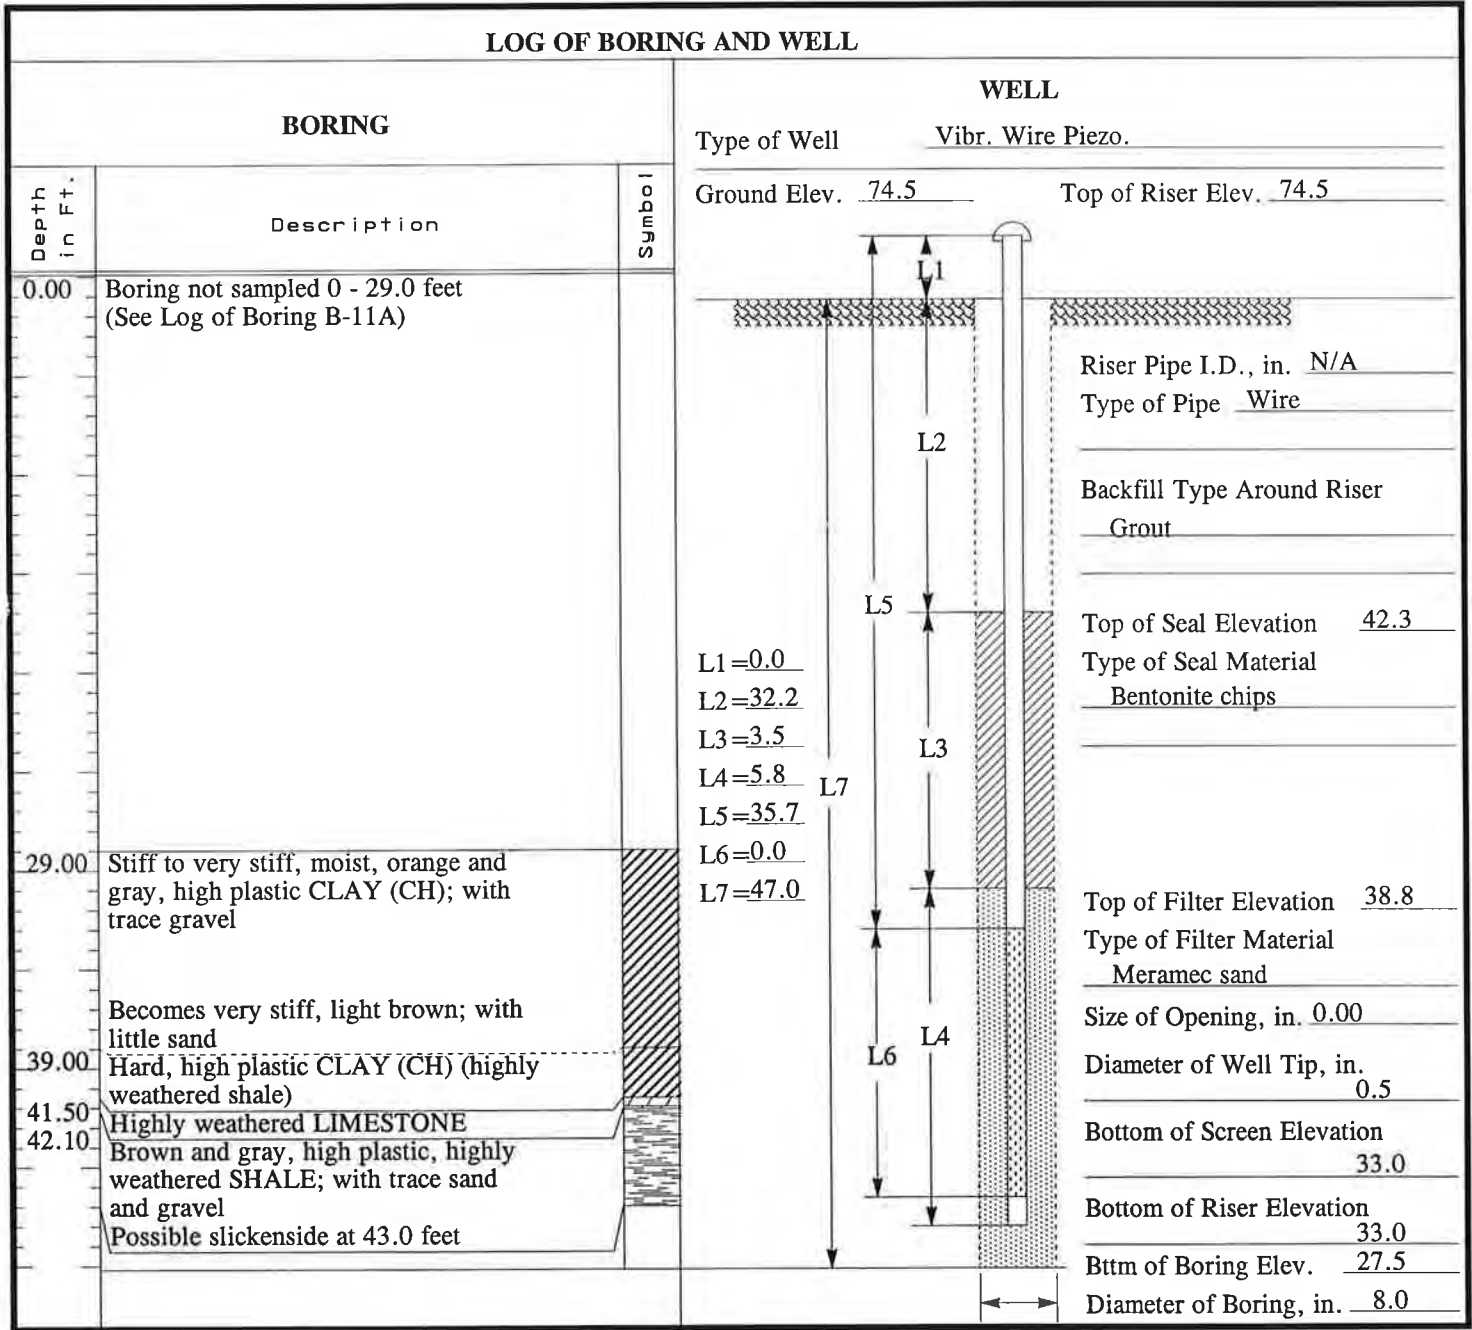 LOG OF BORING AND WELL
BORING
Depth in Ft.
Description
Symbol
0.00 Boring not sampled 0 - 29.0 feet
(See Log of Boring B-11A)
29.00 Stiff to very stiff, moist, orange and
gray, high plastic CLAY (CH); with
trace gravel
Becomes very stiff, light brown; with
little sand
39.00 Hard, high plastic CLAY (CH) (highly
weathered shale)
41.50 Highly weathered LIMESTONE
42.10 Brown and gray, high plastic, highly
weathered SHALE; with trace sand
and gravel
Possible slickenside at 43.0 feet
WELL
Type of Well Vibr. Wire Piezo.
Ground Elev. 74.5 Top of Riser Elev. 74.5
L1
L2
L5
L3
L7
L4
L6
L1=0.0
L2=32.2
L3=3.5
L4=5.8
L5=35.7
L6=0.0
L7=47.0
Riser Pipe I.D., in. N/A
Type of Pipe Wire
Backfill Type Around Riser
Grout
Top of Seal Elevation 42.3
Type of Seal Material
Bentonite chips
Top of Filter Elevation 38.8
Type of Filter Material
Meramec sand
Size of Opening, in. 0.00
Diameter of Well Tip, in.
0.5
Bottom of Screen Elevation
33.0
Bottom of Riser Elevation
33.0
Bttm of Boring Elev. 27.5
Diameter of Boring, in. 8.0